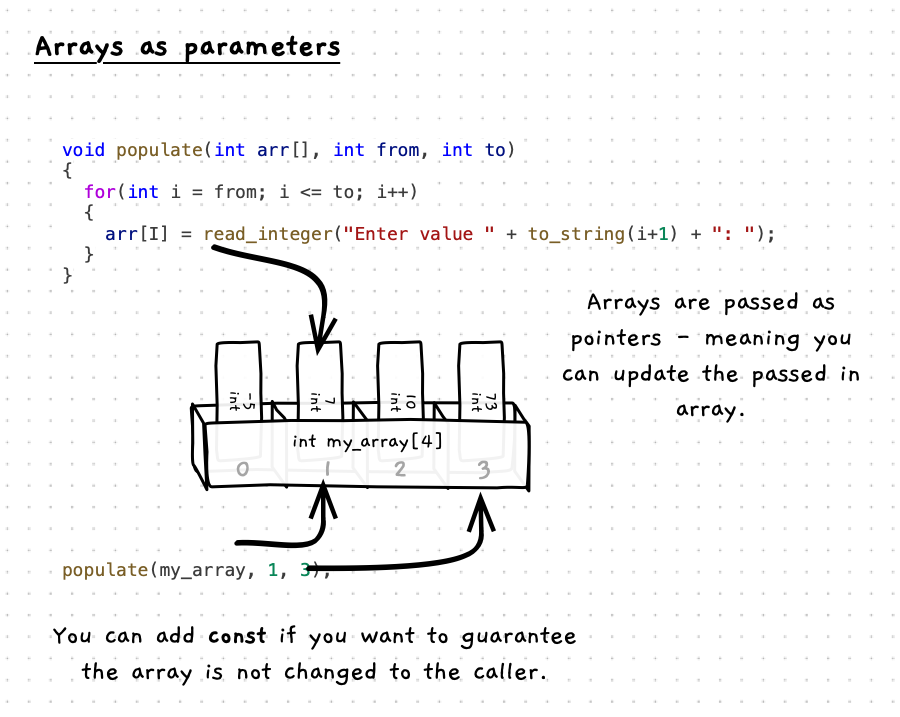 Arrays as parameters
void populate(int arr[], int from, int to)
{
for(int i = from; i <= to; i++)
{
arr[I] = read_integer("Enter value " + to_string(i+1) + ": ");
}
}
Arrays are passed as
pointers - meaning you
can update the passed in
array.
-5 int
7 int
10 int
73 int
int my_array[4]
0 1 2 3
populate(my_array, 1, 3);
You can add const if you want to guarantee
the array is not changed to the caller.